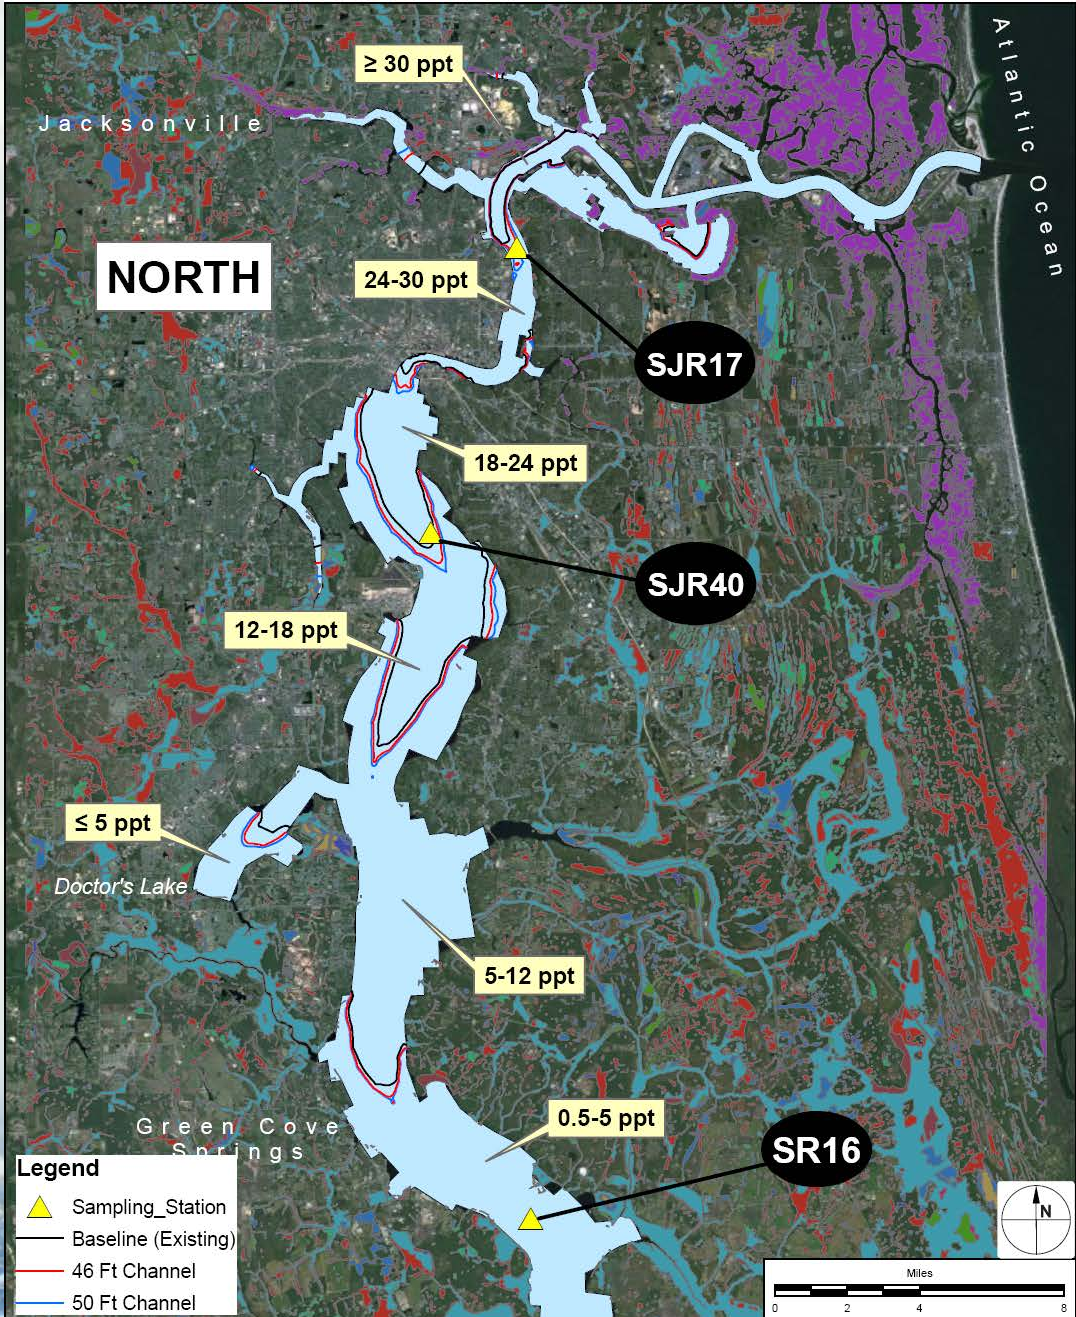 ≥ 30 ppt
Atlantic Ocean
Jacksonville
NORTH
24-30 ppt
SJR17
18-24 ppt
SJR40
12-18 ppt
≤ 5 ppt
Doctor's Lake
5-12 ppt
0.5-5 ppt
Green Cove
Springs
SR16
Legend
Sampling_Station
Baseline (Existing)
46 Ft Channel
50 Ft Channel
N
Miles
0 2 4 8